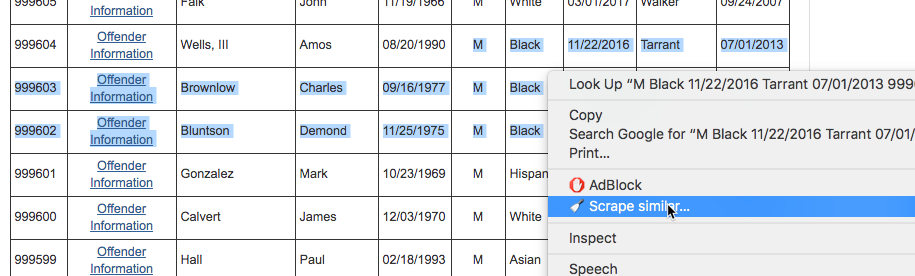 999605 Offender Information Falk John 11/19/1966 M White 03/01/2017 Walker 09/24/2007
999604 Offender Information Wells, III Amos 08/20/1990 M Black 11/22/2016 Tarrant 07/01/2013
999603 Offender Information Brownlow Charles 09/16/1977 M Black
999602 Offender Information Bluntson Demond 11/25/1975 M Black
999601 Offender Information Gonzalez Mark 10/23/1969 M Hispan
999600 Offender Information Calvert James 12/03/1970 M White
999599 Offender Information Hall Paul 02/18/1993 M Asian
Look Up “M Black 11/22/2016 Tarrant 07/01/2013 999
Copy
Search Google for “M Black 11/22/2016 Tarrant 07/01/
Print...
AdBlock
Scrape similar...
Inspect
Speech